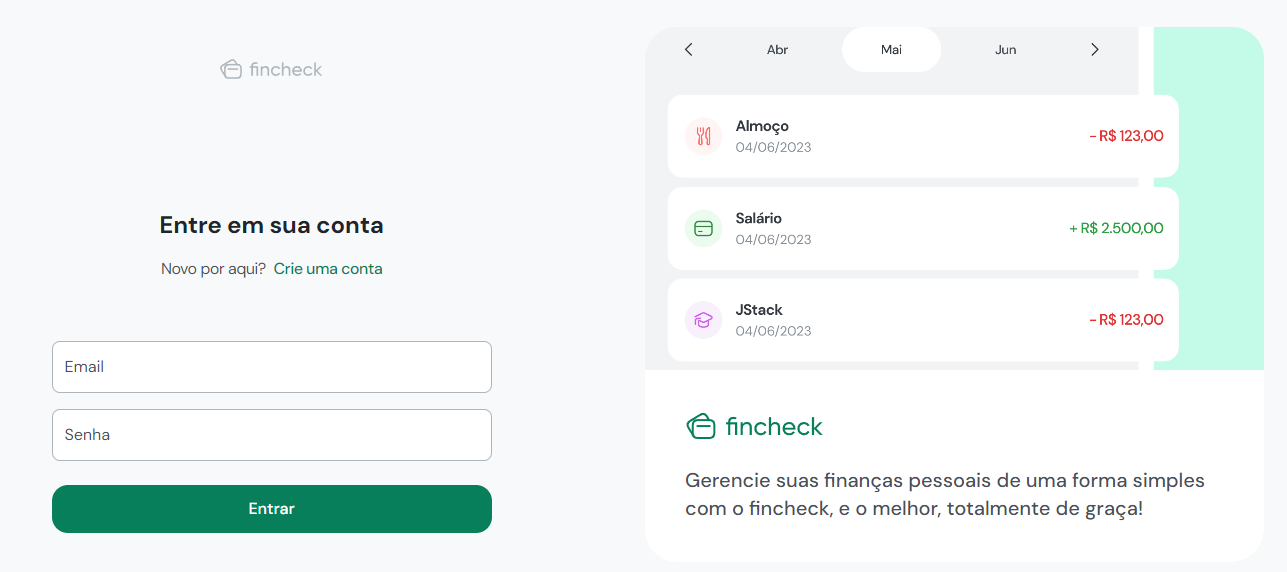 fincheck
Entre em sua conta
Novo por aqui? Crie uma conta
Email
Senha
Entrar
Abr Mai Jun
Almoço
04/06/2023
- R$ 123,00
Salário
04/06/2023
+ R$ 2.500,00
JStack
04/06/2023
- R$ 123,00
fincheck
Gerencie suas finanças pessoais de uma forma simples
com o fincheck, e o melhor, totalmente de graça!